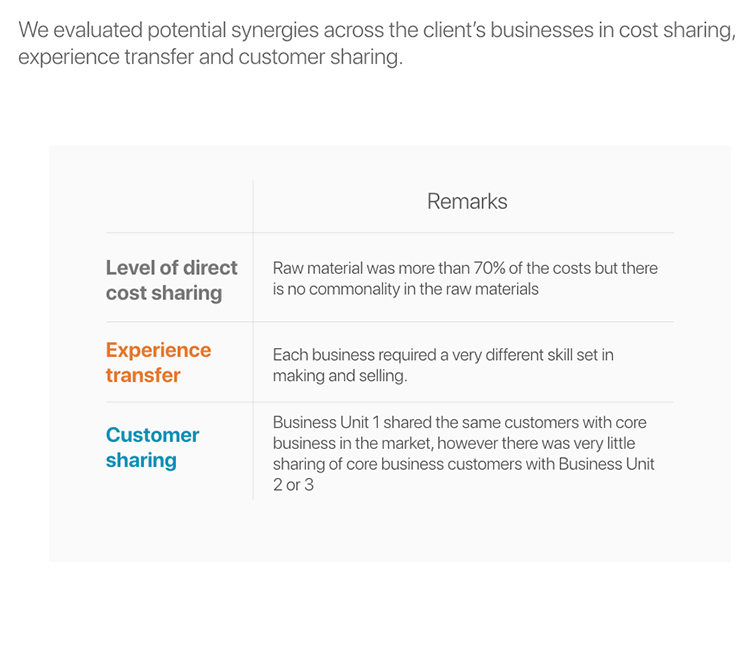 We evaluated potential synergies across the client’s businesses in cost sharing,
experience transfer and customer sharing.
Remarks
Level of direct
cost sharing
Raw material was more than 70% of the costs but there
is no commonality in the raw materials
Experience
transfer
Each business required a very different skill set in
making and selling.
Customer
sharing
Business Unit 1 shared the same customers with core
business in the market, however there was very little
sharing of core business customers with Business Unit
2 or 3